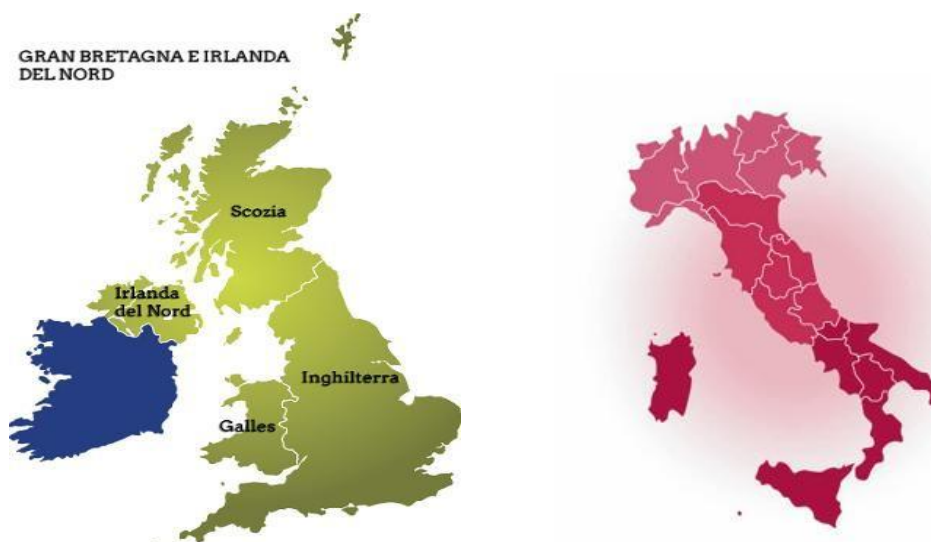 GRAN BRETAGNA E IRLANDA
DEL NORD
Scozia
Irlanda
del Nord
Inghilterra
Galles